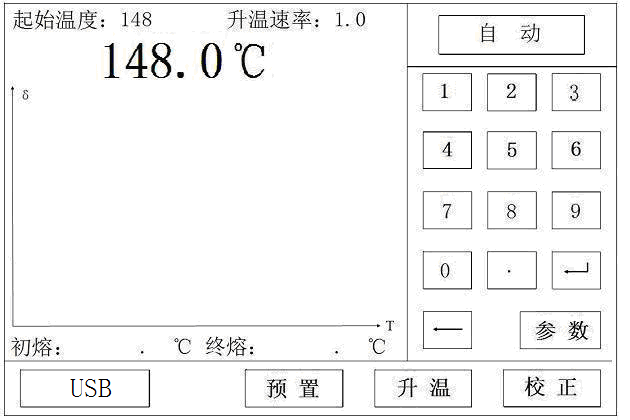 起始温度：148 升温速率：1.0
148.0℃
自 动
δ
1 2 3
4 5 6
7 8 9
0 .
T
初熔： . ℃ 终熔： . ℃
参 数
USB 预 置 升 温 校 正